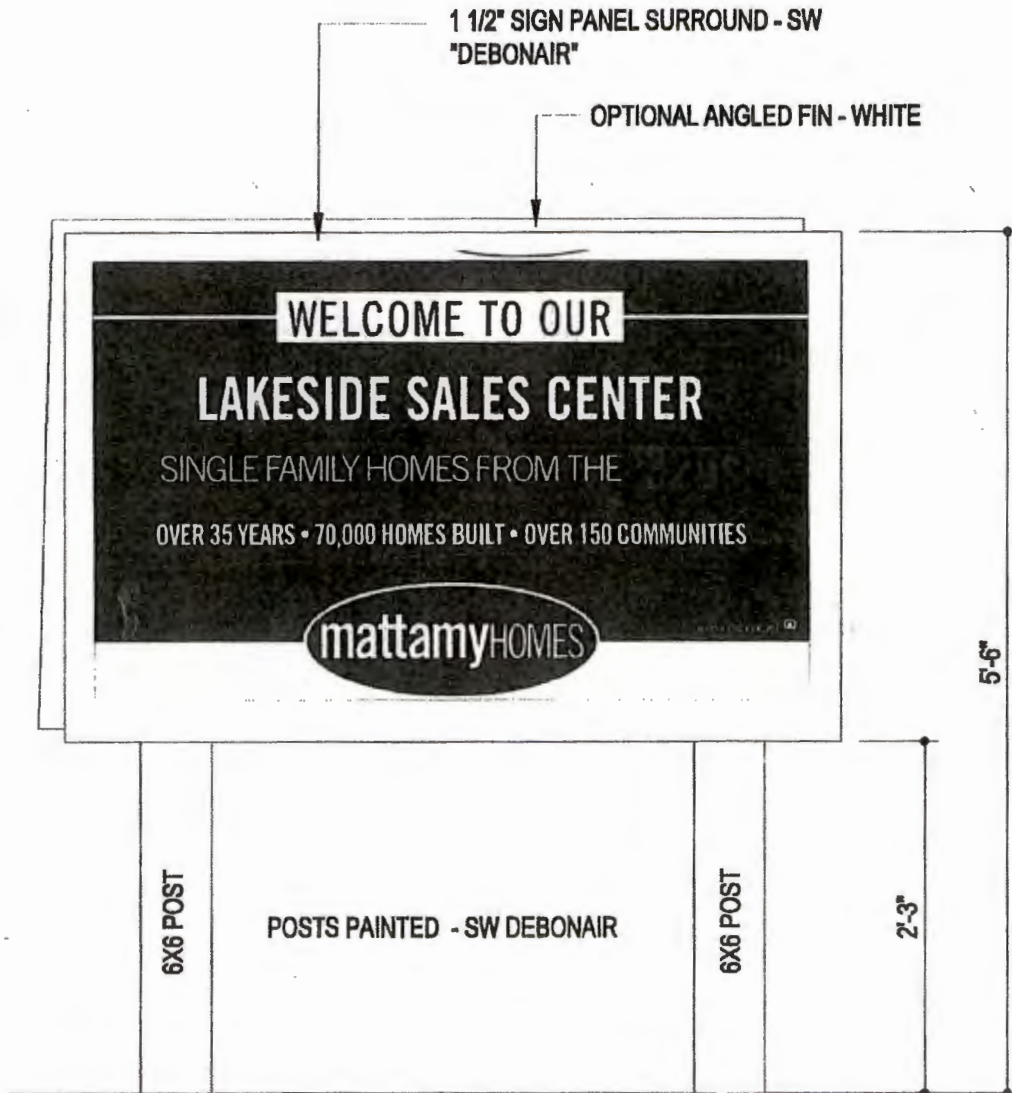 1 1/2" SIGN PANEL SURROUND - SW
"DEBONAIR"
OPTIONAL ANGLED FIN - WHITE
WELCOME TO OUR
LAKESIDE SALES CENTER
SINGLE FAMILY HOMES FROM THE
OVER 35 YEARS • 70,000 HOMES BUILT • OVER 150 COMMUNITIES
mattamyHOMES
5'-6"
2'-3"
6X6 POST
POSTS PAINTED - SW DEBONAIR
6X6 POST